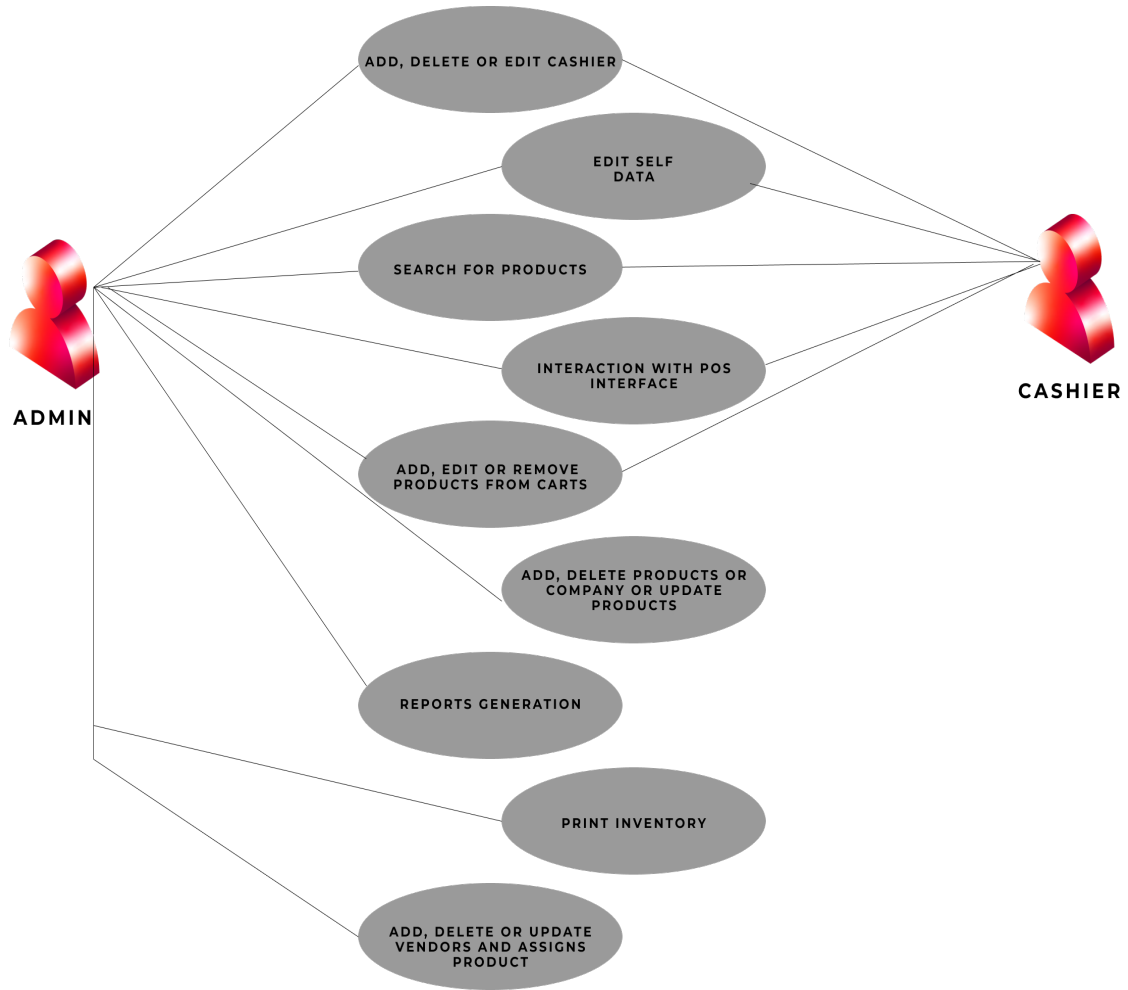 ADD, DELETE OR EDIT CASHIER
EDIT SELF
DATA
SEARCH FOR PRODUCTS
INTERACTION WITH POS
INTERFACE
CASHIER
ADMIN
ADD, EDIT OR REMOVE
PRODUCTS FROM CARTS
ADD, DELETE PRODUCTS OR
COMPANY OR UPDATE
PRODUCTS
REPORTS GENERATION
PRINT INVENTORY
ADD, DELETE OR UPDATE
VENDORS AND ASSIGNS
PRODUCT